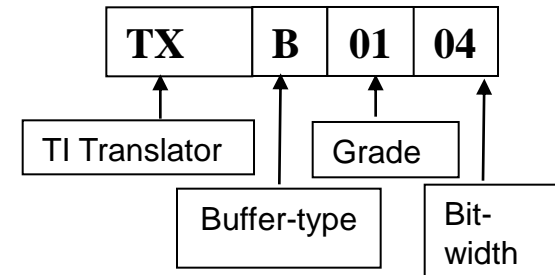 TX B 01 04
TI Translator
Grade
Buffer-type
Bit-
width